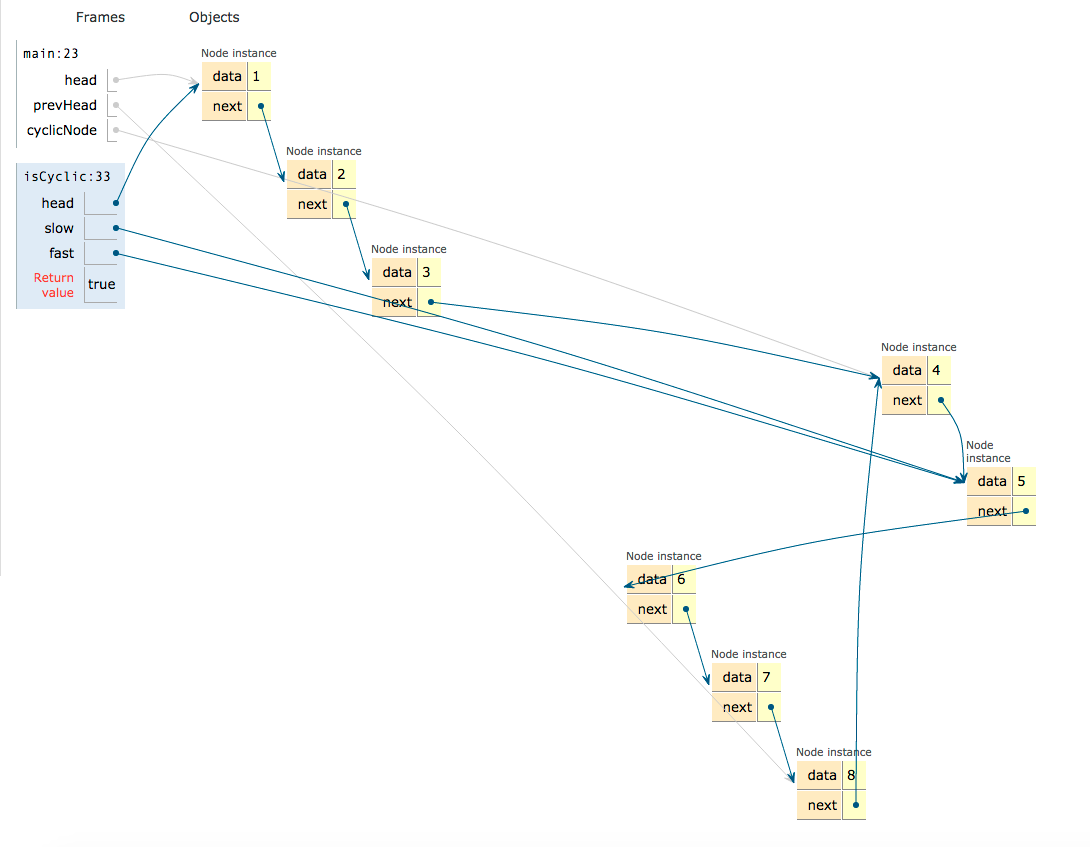 Frames Objects
main:23
head
prevHead
cyclicNode
isCyclic:33
head
slow
fast
Return
value true
Node instance
data 1
next
Node instance
data 2
next
Node instance
data 3
next
Node instance
data 4
next
Node
instance
data 5
next
Node instance
data 6
next
Node instance
data 7
next
Node instance
data 8
next